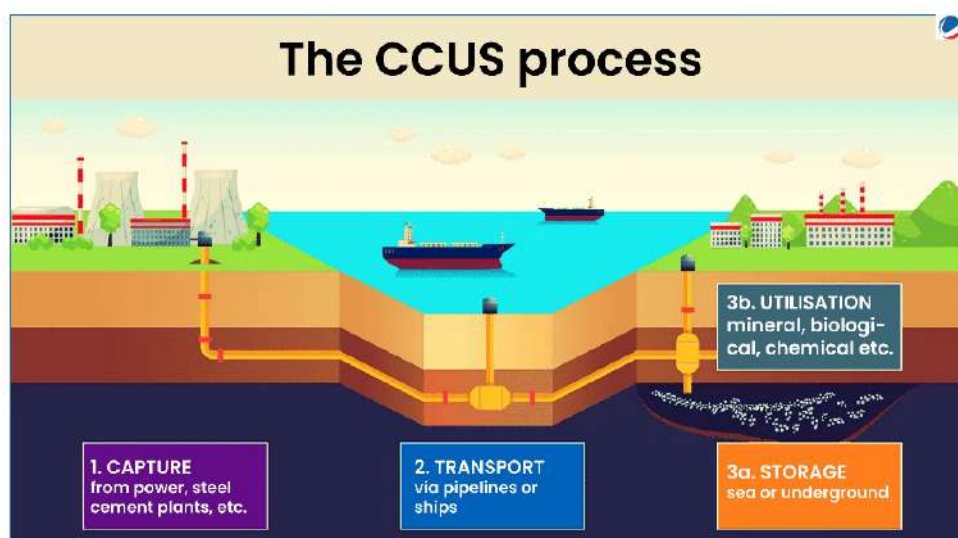 The CCUS process
3b. UTILISATION
mineral, biologi-
cal, chemical etc.
1. CAPTURE
from power, steel
cement plants, etc.
2. TRANSPORT
via pipelines or
ships
3a. STORAGE
sea or underground